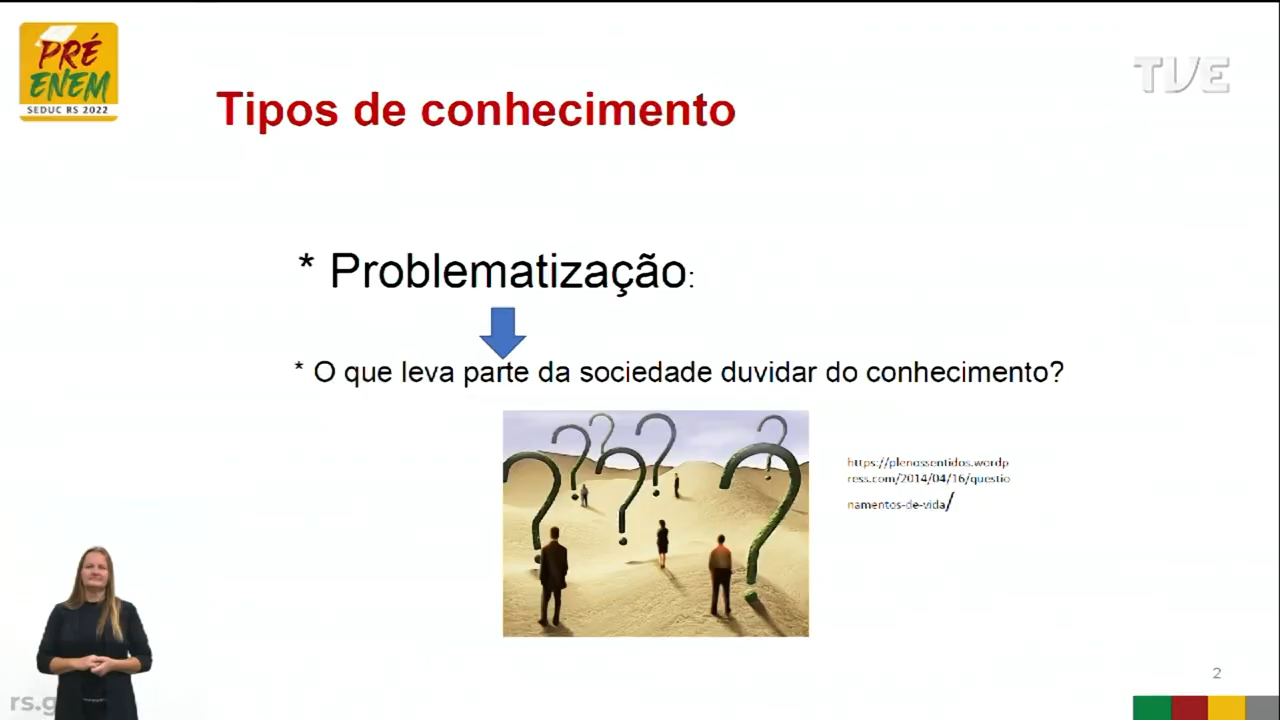 PRÉ
ENEM
SEDUC RS 2022
TVE
Tipos de conhecimento
* Problematização:
* O que leva parte da sociedade duvidar do conhecimento?
https://plenossentidos.wordp
ress.com/2014/04/16/questio
namentos-de-vida/
2
rs.g